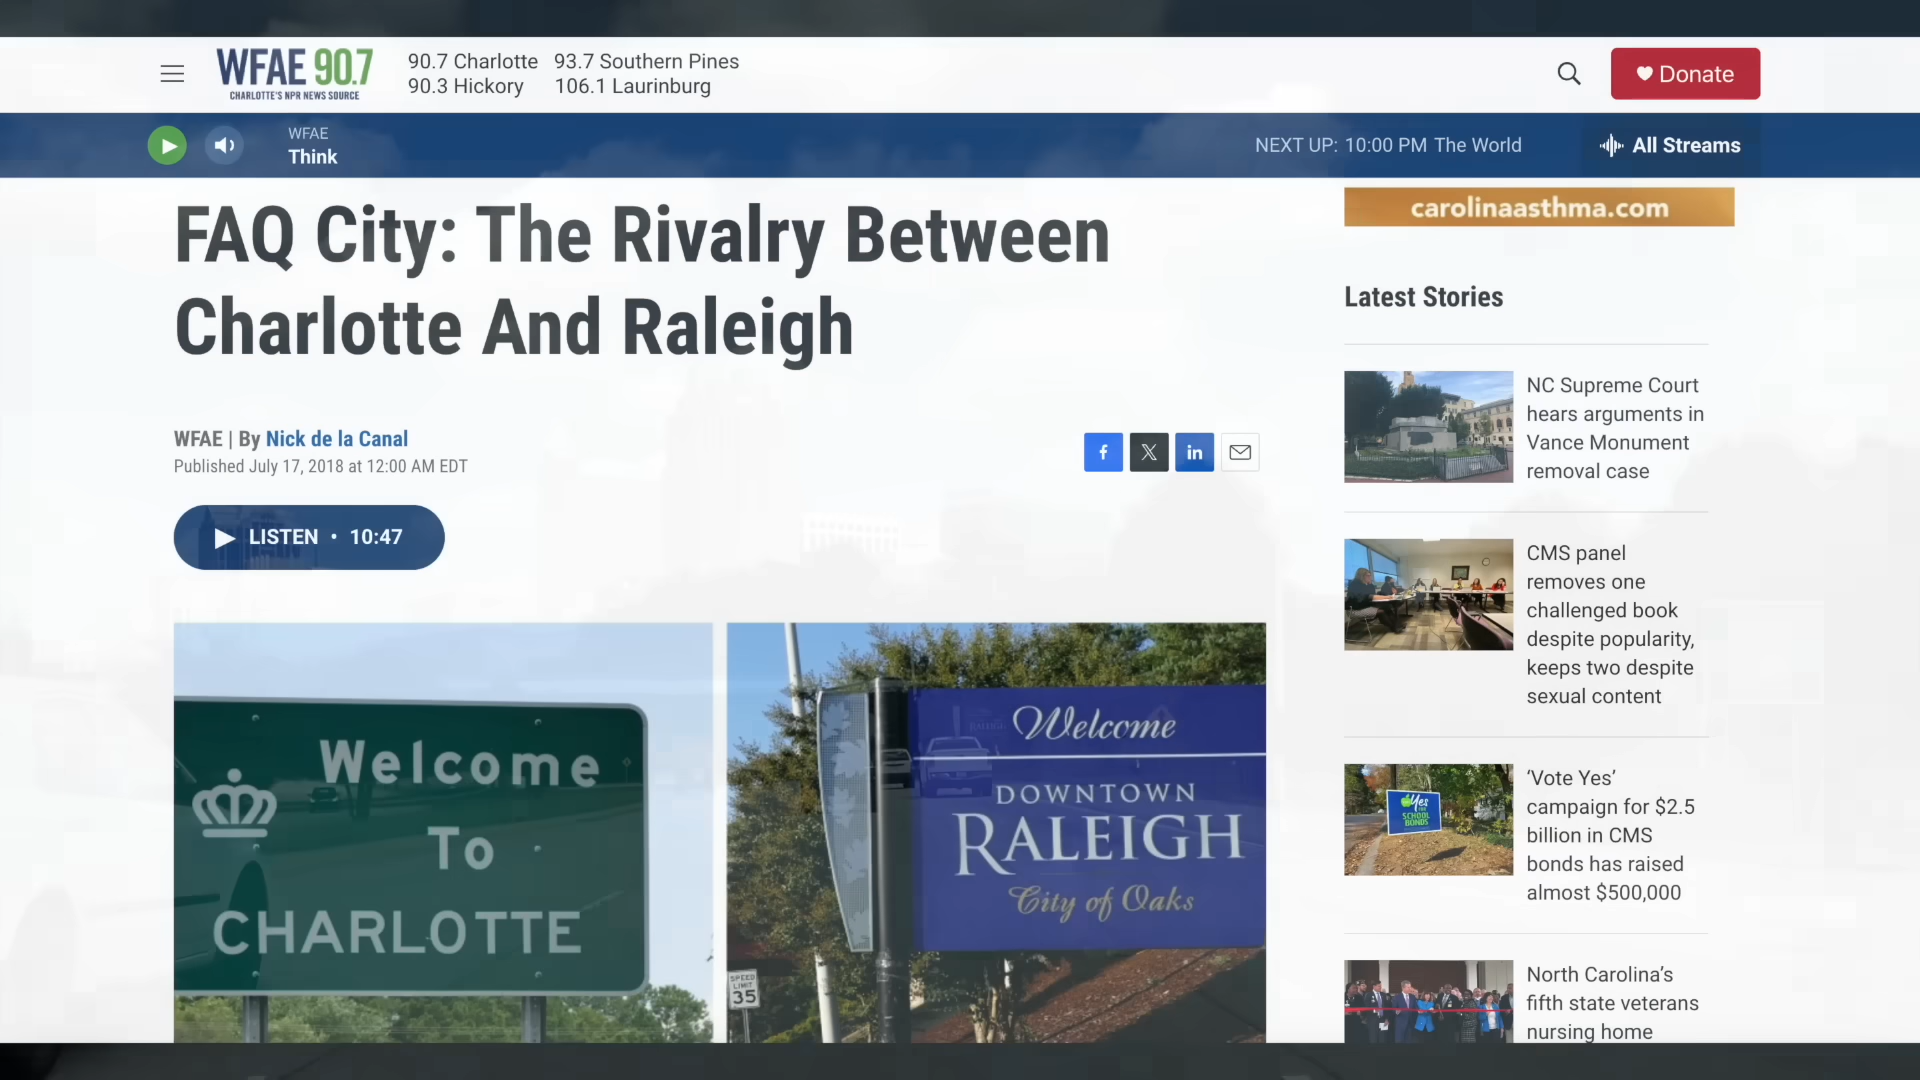 WFAE 90.7
CHARLOTTE'S NPR NEWS SOURCE
90.7 Charlotte 93.7 Southern Pines
90.3 Hickory 106.1 Laurinburg
Donate
WFAE
Think
NEXT UP: 10:00 PM The World
All Streams
FAQ City: The Rivalry Between
Charlotte And Raleigh
WFAE | By Nick de la Canal
Published July 17, 2018 at 12:00 AM EDT
LISTEN • 10:47
Welcome
To
CHARLOTTE
Welcome
DOWNTOWN
RALEIGH
City of Oaks
SPEED
LIMIT
35
carolinaasthma.com
Latest Stories
NC Supreme Court
hears arguments in
Vance Monument
removal case
CMS panel
removes one
challenged book
despite popularity,
keeps two despite
sexual content
Yes
FOR
SCHOOL
BONDS
‘Vote Yes’
campaign for $2.5
billion in CMS
bonds has raised
almost $500,000
North Carolina’s
fifth state veterans
nursing home